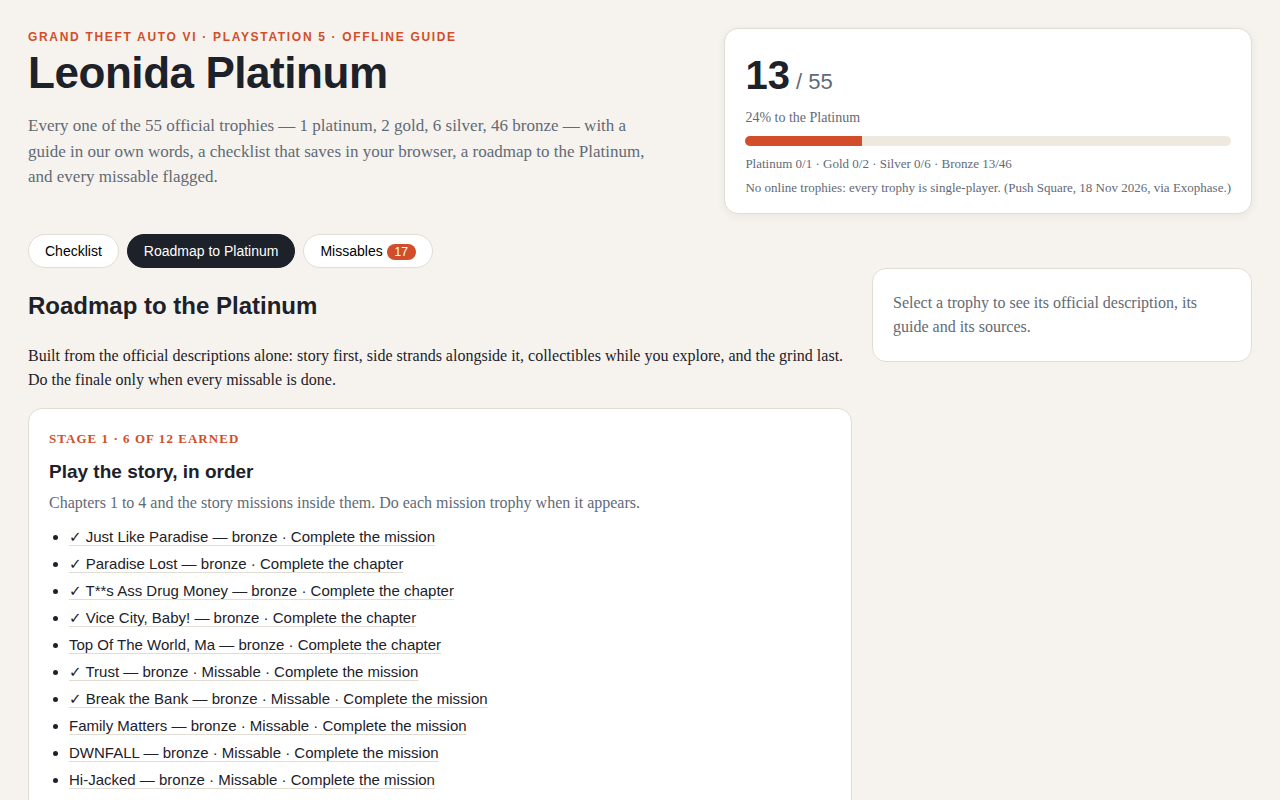 GRAND THEFT AUTO VI · PLAYSTATION 5 · OFFLINE GUIDE
Leonida Platinum
Every one of the 55 official trophies — 1 platinum, 2 gold, 6 silver, 46 bronze — with a
guide in our own words, a checklist that saves in your browser, a roadmap to the Platinum,
and every missable flagged.
13 / 55
24% to the Platinum
Platinum 0/1 · Gold 0/2 · Silver 0/6 · Bronze 13/46
No online trophies: every trophy is single-player. (Push Square, 18 Nov 2026, via Exophase.)
Checklist
Roadmap to Platinum
Missables 17
Roadmap to the Platinum
Built from the official descriptions alone: story first, side strands alongside it, collectibles while you explore, and the grind last.
Do the finale only when every missable is done.
Select a trophy to see its official description, its
guide and its sources.
STAGE 1 · 6 OF 12 EARNED
Play the story, in order
Chapters 1 to 4 and the story missions inside them. Do each mission trophy when it appears.
• ✓ Just Like Paradise — bronze · Complete the mission
• ✓ Paradise Lost — bronze · Complete the chapter
• ✓ T**s Ass Drug Money — bronze · Complete the chapter
• ✓ Vice City, Baby! — bronze · Complete the chapter
• Top Of The World, Ma — bronze · Complete the chapter
• ✓ Trust — bronze · Missable · Complete the mission
• ✓ Break the Bank — bronze · Missable · Complete the mission
• Family Matters — bronze · Missable · Complete the mission
• DWNFALL — bronze · Missable · Complete the mission
• Hi-Jacked — bronze · Missable · Complete the mission